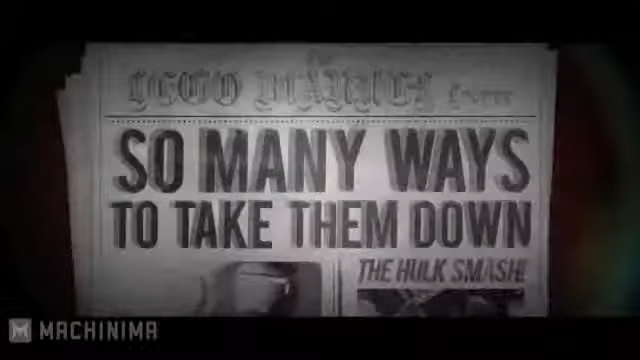 SO MANY WAYS
TO TAKE THEM DOWN
THE HULK SMASH!
MACHINIMA